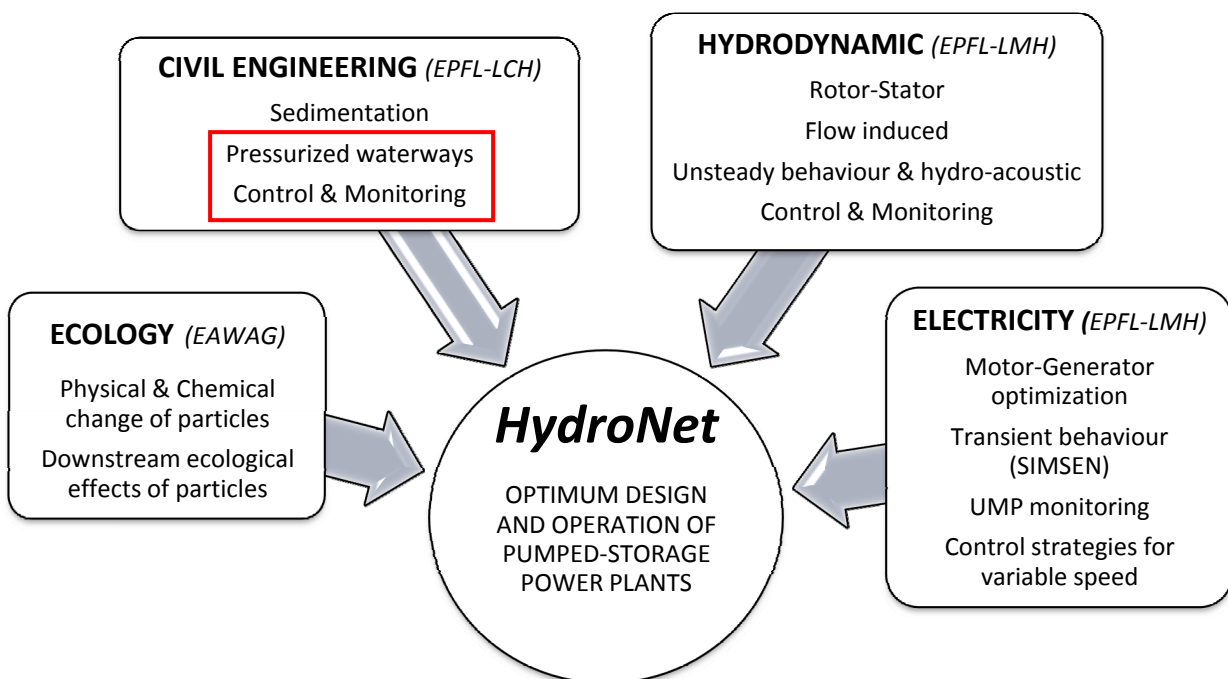 CIVIL ENGINEERING (EPFL-LCH)
Sedimentation
Pressurized waterways
Control & Monitoring
HYDRODYNAMIC (EPFL-LMH)
Rotor-Stator
Flow induced
Unsteady behaviour & hydro-acoustic
Control & Monitoring
ECOLOGY (EAWAG)
Physical & Chemical
change of particles
Downstream ecological
effects of particles
HydroNet
OPTIMUM DESIGN
AND OPERATION OF
PUMPED-STORAGE
POWER PLANTS
ELECTRICITY (EPFL-LMH)
Motor-Generator
optimization
Transient behaviour
(SIMSEN)
UMP monitoring
Control strategies for
variable speed